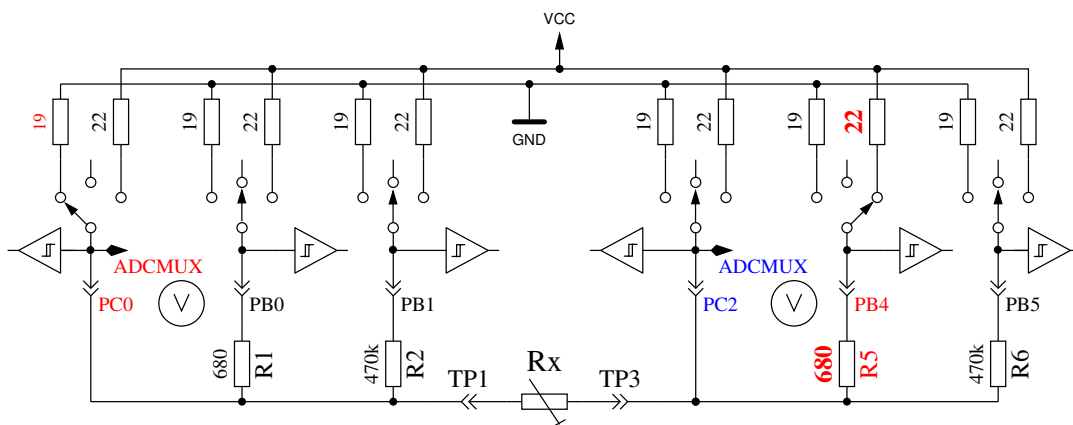 VCC
GND
19
22
19
22
19
22
19
22
19
22
19
22
ADCMUX
ADCMUX
PC0
V
PB0
PB1
PC2
V
PB4
PB5
680
R1
470k
R2
TP1
Rx
TP3
680
R5
470k
R6